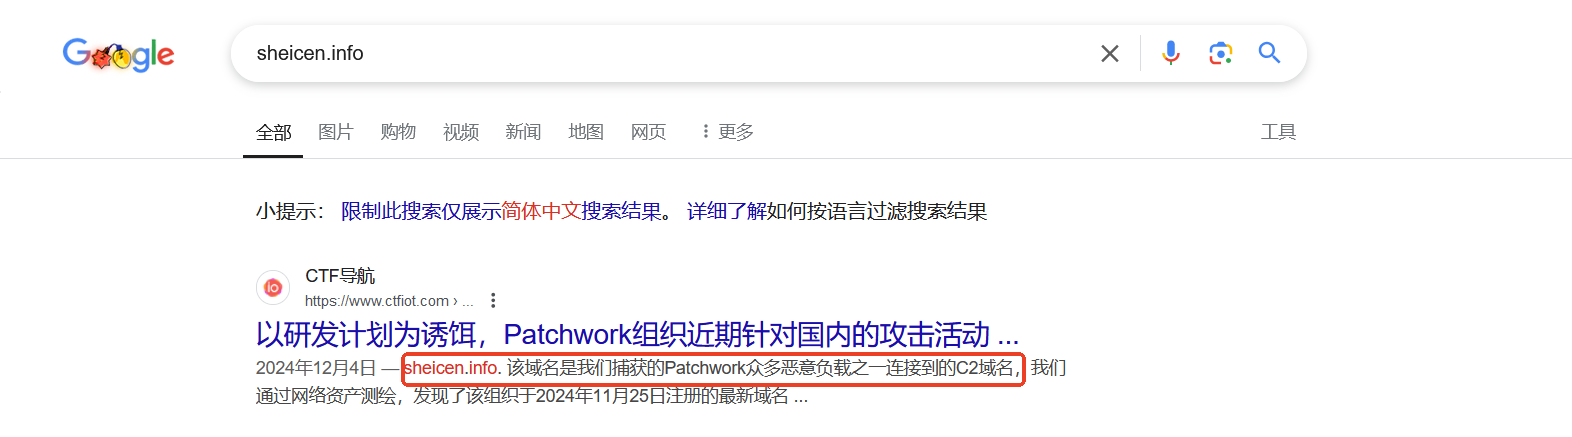 Google
sheicen.info
全部 图片 购物 视频 新闻 地图 网页 更多 工具
小提示： 限制此搜索仅展示简体中文搜索结果。 详细了解如何按语言过滤搜索结果
CTF导航
https://www.ctfiot.com › ...
以研发计划为诱饵，Patchwork组织近期针对国内的攻击活动 ...
2024年12月4日 — sheicen.info. 该域名是我们捕获的Patchwork众多恶意负载之一连接到的C2域名，我们
通过网络资产测绘，发现了该组织于2024年11月25日注册的最新域名 ...